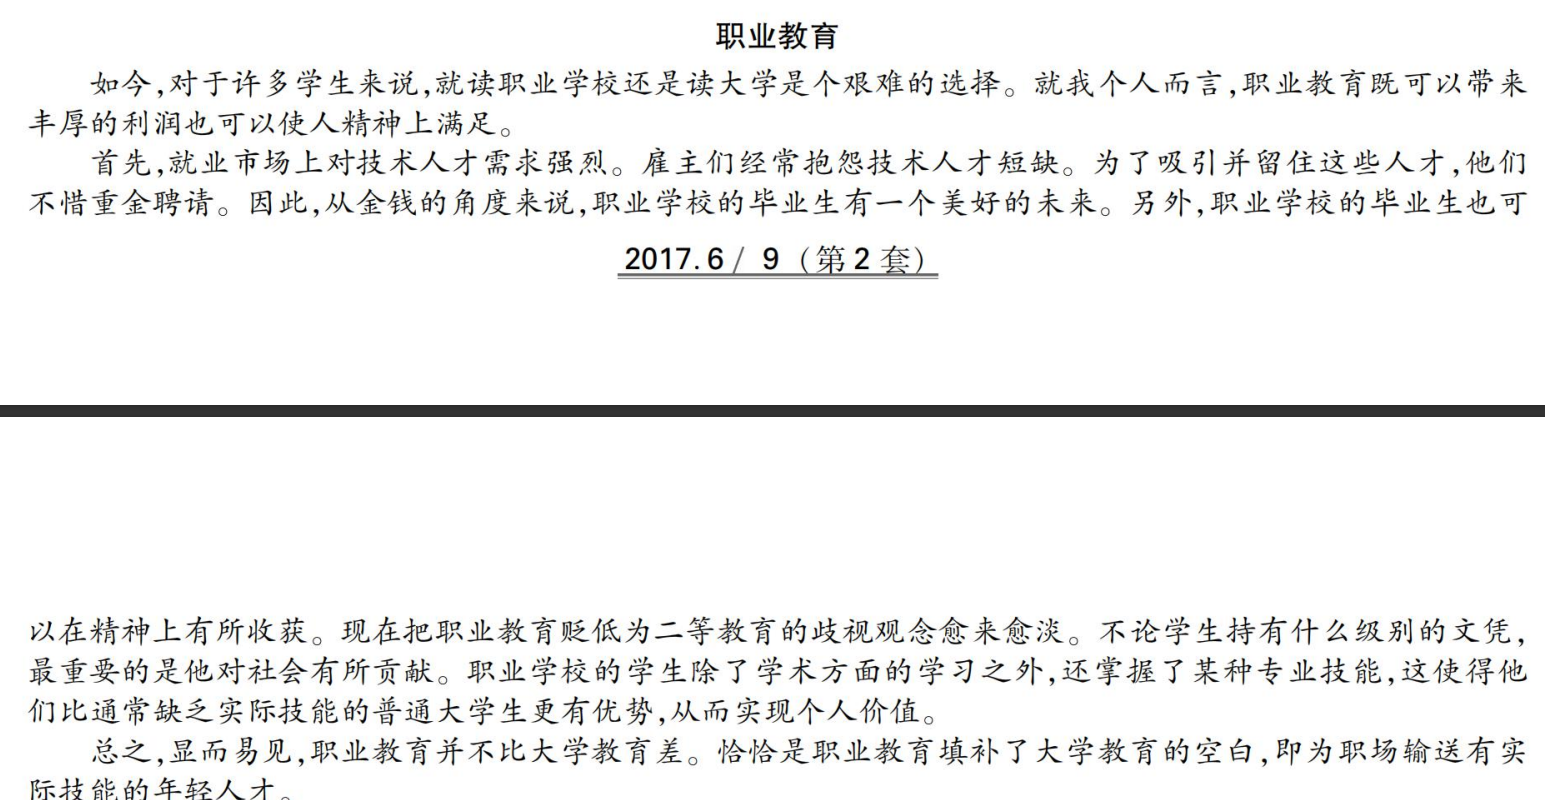 职业教育
如今,对于许多学生来说,就读职业学校还是读大学是个艰难的选择。就我个人而言,职业教育既可以带来
丰厚的利润也可以使人精神上满足。
首先,就业市场上对技术人才需求强烈。雇主们经常抱怨技术人才短缺。为了吸引并留住这些人才,他们
不惜重金聘请。因此,从金钱的角度来说,职业学校的毕业生有一个美好的未来。另外,职业学校的毕业生也可
2017.6/ 9（第2套）
以在精神上有所收获。现在把职业教育贬低为二等教育的歧视观念愈来愈淡。不论学生持有什么级别的文凭,
最重要的是他对社会有所贡献。职业学校的学生除了学术方面的学习之外,还掌握了某种专业技能,这使得他
们比通常缺乏实际技能的普通大学生更有优势,从而实现个人价值。
总之,显而易见,职业教育并不比大学教育差。恰恰是职业教育填补了大学教育的空白,即为职场输送有实
际技能的年轻人才。